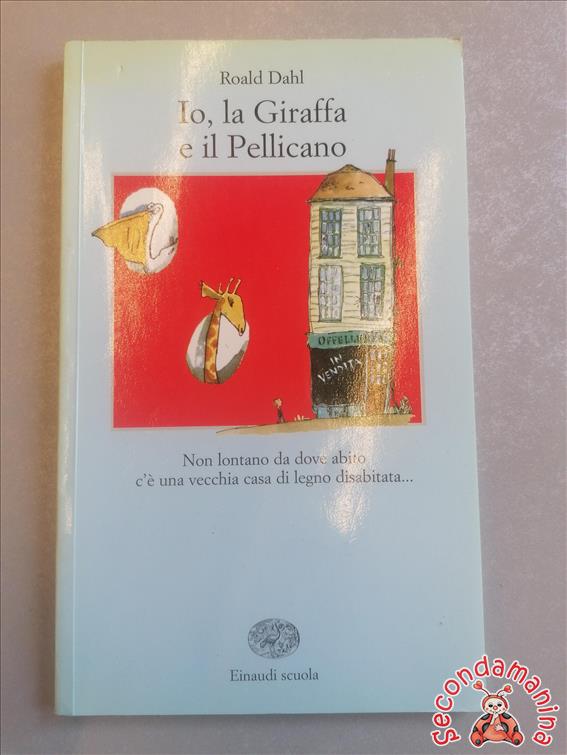 Roald Dahl
Io, la Giraffa
e il Pellicano
OFFELLERIA
IN
VENDITA
Non lontano da dove abito
c'è una vecchia casa di legno disabitata...
Einaudi scuola
secondamanina